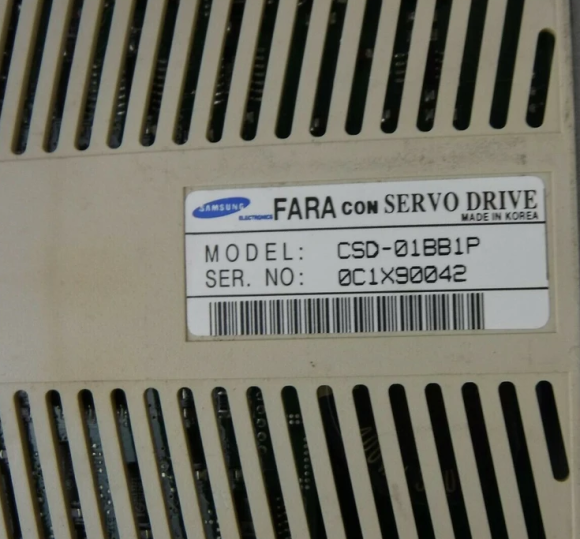 SAMSUNG ELECTRONICS FARA CON SERVO DRIVE
MADE IN KOREA
MODEL: CSD-01BB1P
SER. NO: 0C1X90042